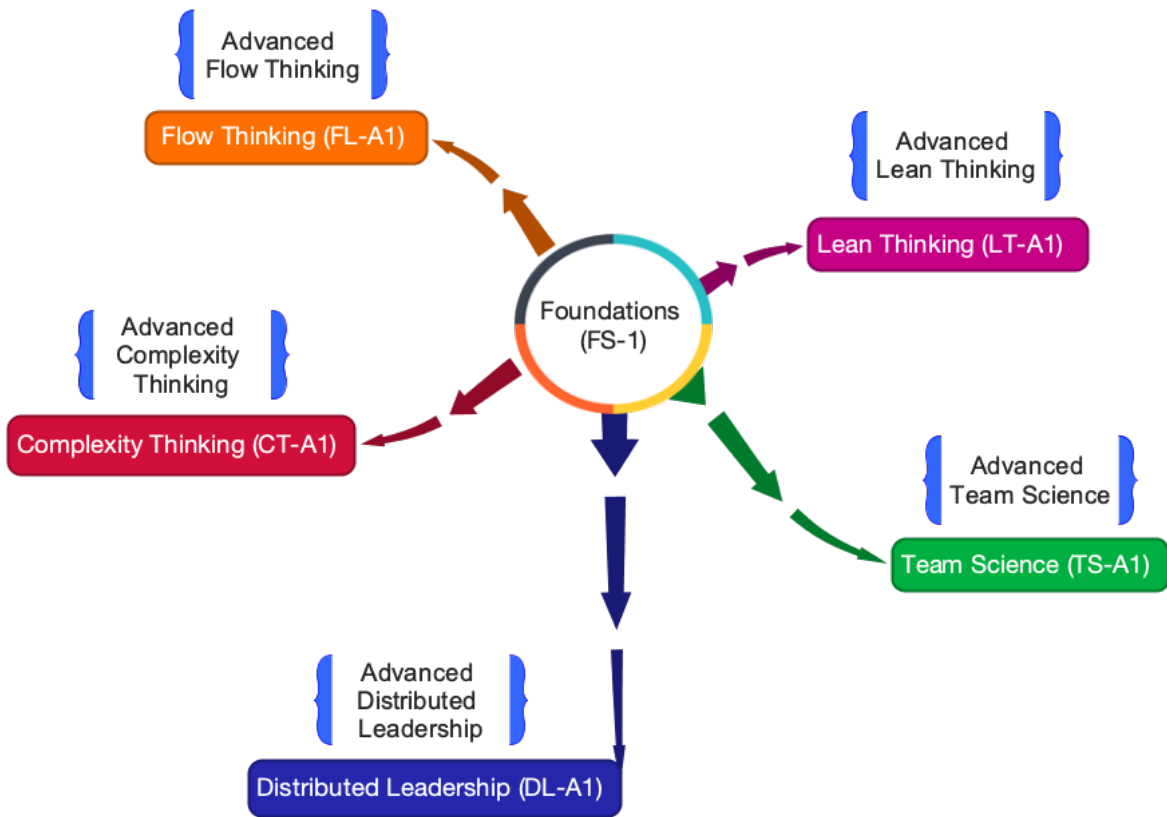 Advanced
Flow Thinking
Flow Thinking (FL-A1)
Advanced
Lean Thinking
Lean Thinking (LT-A1)
Foundations
(FS-1)
Advanced
Complexity
Thinking
Complexity Thinking (CT-A1)
Advanced
Team Science
Team Science (TS-A1)
Advanced
Distributed
Leadership
Distributed Leadership (DL-A1)